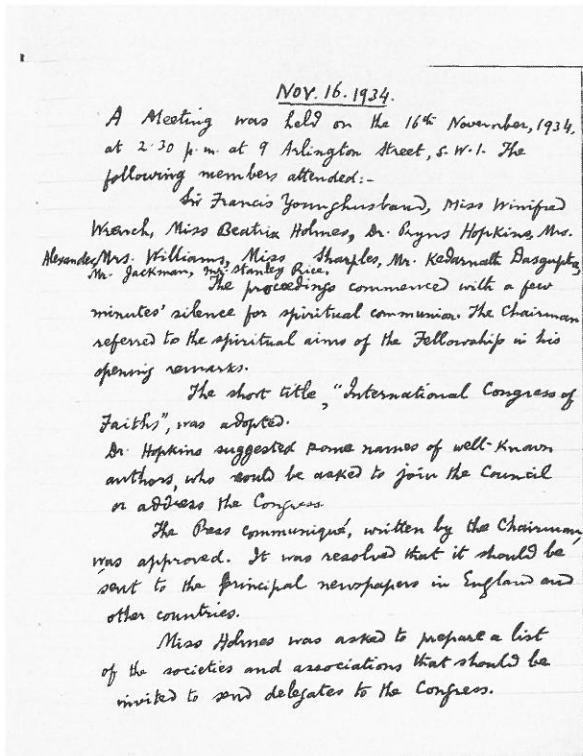 Nov. 16. 1934.
A Meeting was held on the 16th November, 1934,
at 2.30 p.m. at 9 Arlington Street, S.W.1. The
following members attended:-
Sir Francis Younghusband, Miss Winifred
Wrench, Miss Beatrix Holmes, Dr. Pryns Hopkins, Mrs.
Alexander, Mrs. Williams, Miss Sharples, Mr. Kedarnath Dasgupta,
Mr. Jackman, Mrs. Stanley Rice.
The proceedings commenced with a few
minutes' silence for spiritual communion. The Chairman
referred to the spiritual aims of the Fellowship in his
opening remarks.
The short title, "International Congress of
Faiths", was adopted.
Dr. Hopkins suggested some names of well-known
authors, who could be asked to join the Council
or address the Congress.
The Press communiqué, written by the Chairman,
was approved. It was resolved that it should be
sent to the principal newspapers in England and
other countries.
Miss Holmes was asked to prepare a list
of the societies and associations that should be
invited to send delegates to the Congress.